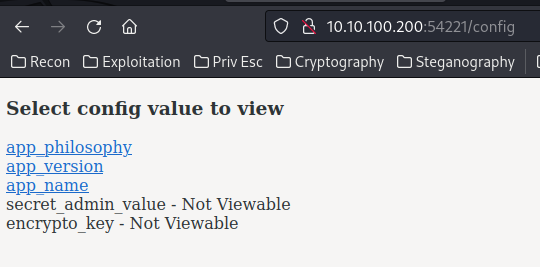 10.10.100.200:54221/config
Recon Exploitation Priv Esc Cryptography Steganography
Select config value to view
app_philosophy
app_version
app_name
secret_admin_value - Not Viewable
encrypto_key - Not Viewable